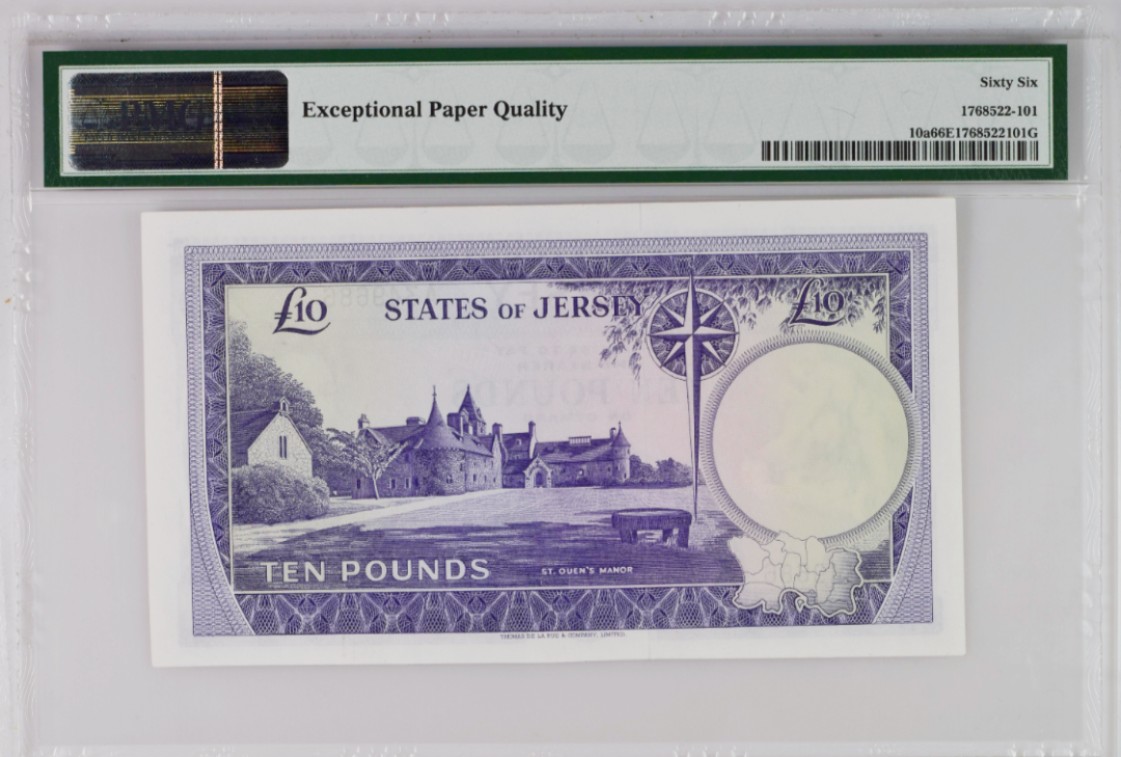 Sixty Six
Exceptional Paper Quality
1768522-101
10a66E1768522101G
£10
STATES OF JERSEY
£10
TEN POUNDS
ST. OUEN'S MANOR
THOMAS DE LA RUE & COMPANY, LIMITED.